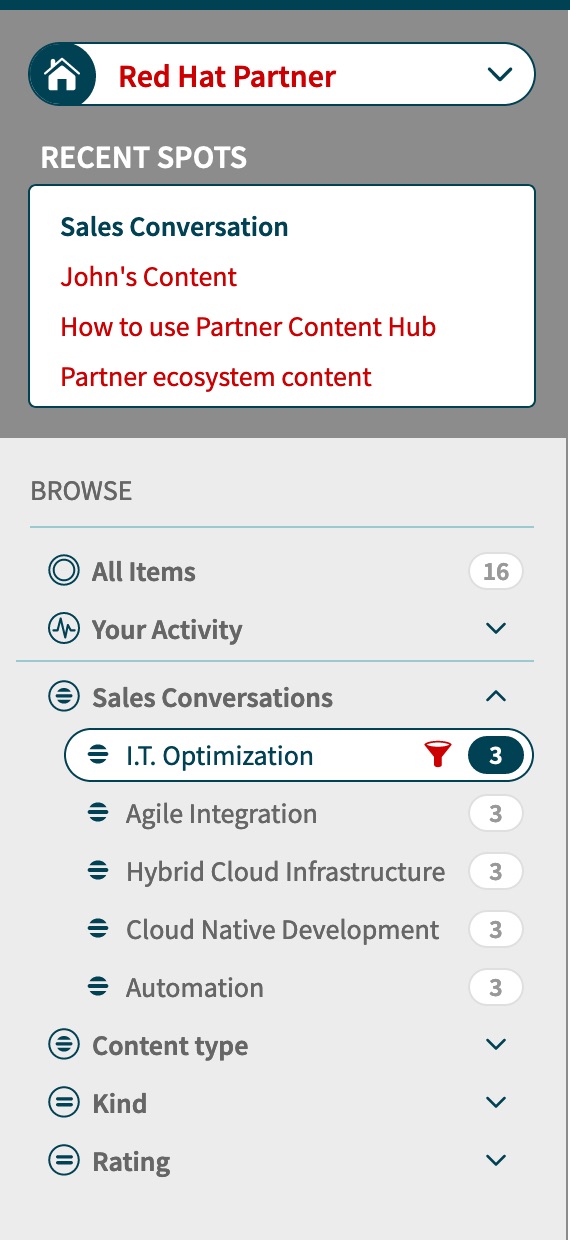 Red Hat Partner
RECENT SPOTS
Sales Conversation
John's Content
How to use Partner Content Hub
Partner ecosystem content
BROWSE
All Items 16
Your Activity
Sales Conversations
I.T. Optimization 3
Agile Integration 3
Hybrid Cloud Infrastructure 3
Cloud Native Development 3
Automation 3
Content type
Kind
Rating